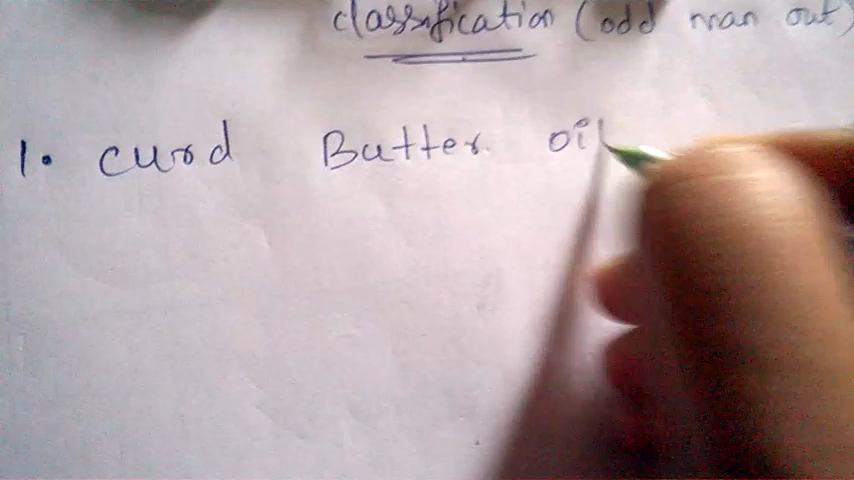 classification (odd man out)
1. curd Butter oil